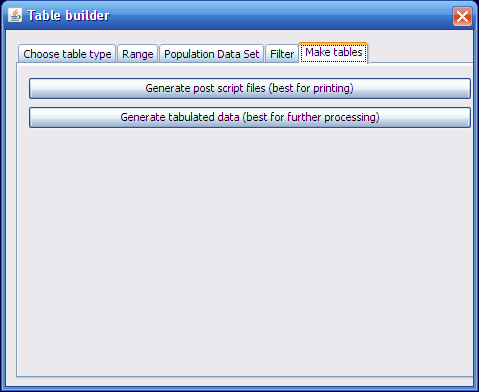 Table builder
Choose table type Range Population Data Set Filter Make tables
Generate post script files (best for printing)
Generate tabulated data (best for further processing)